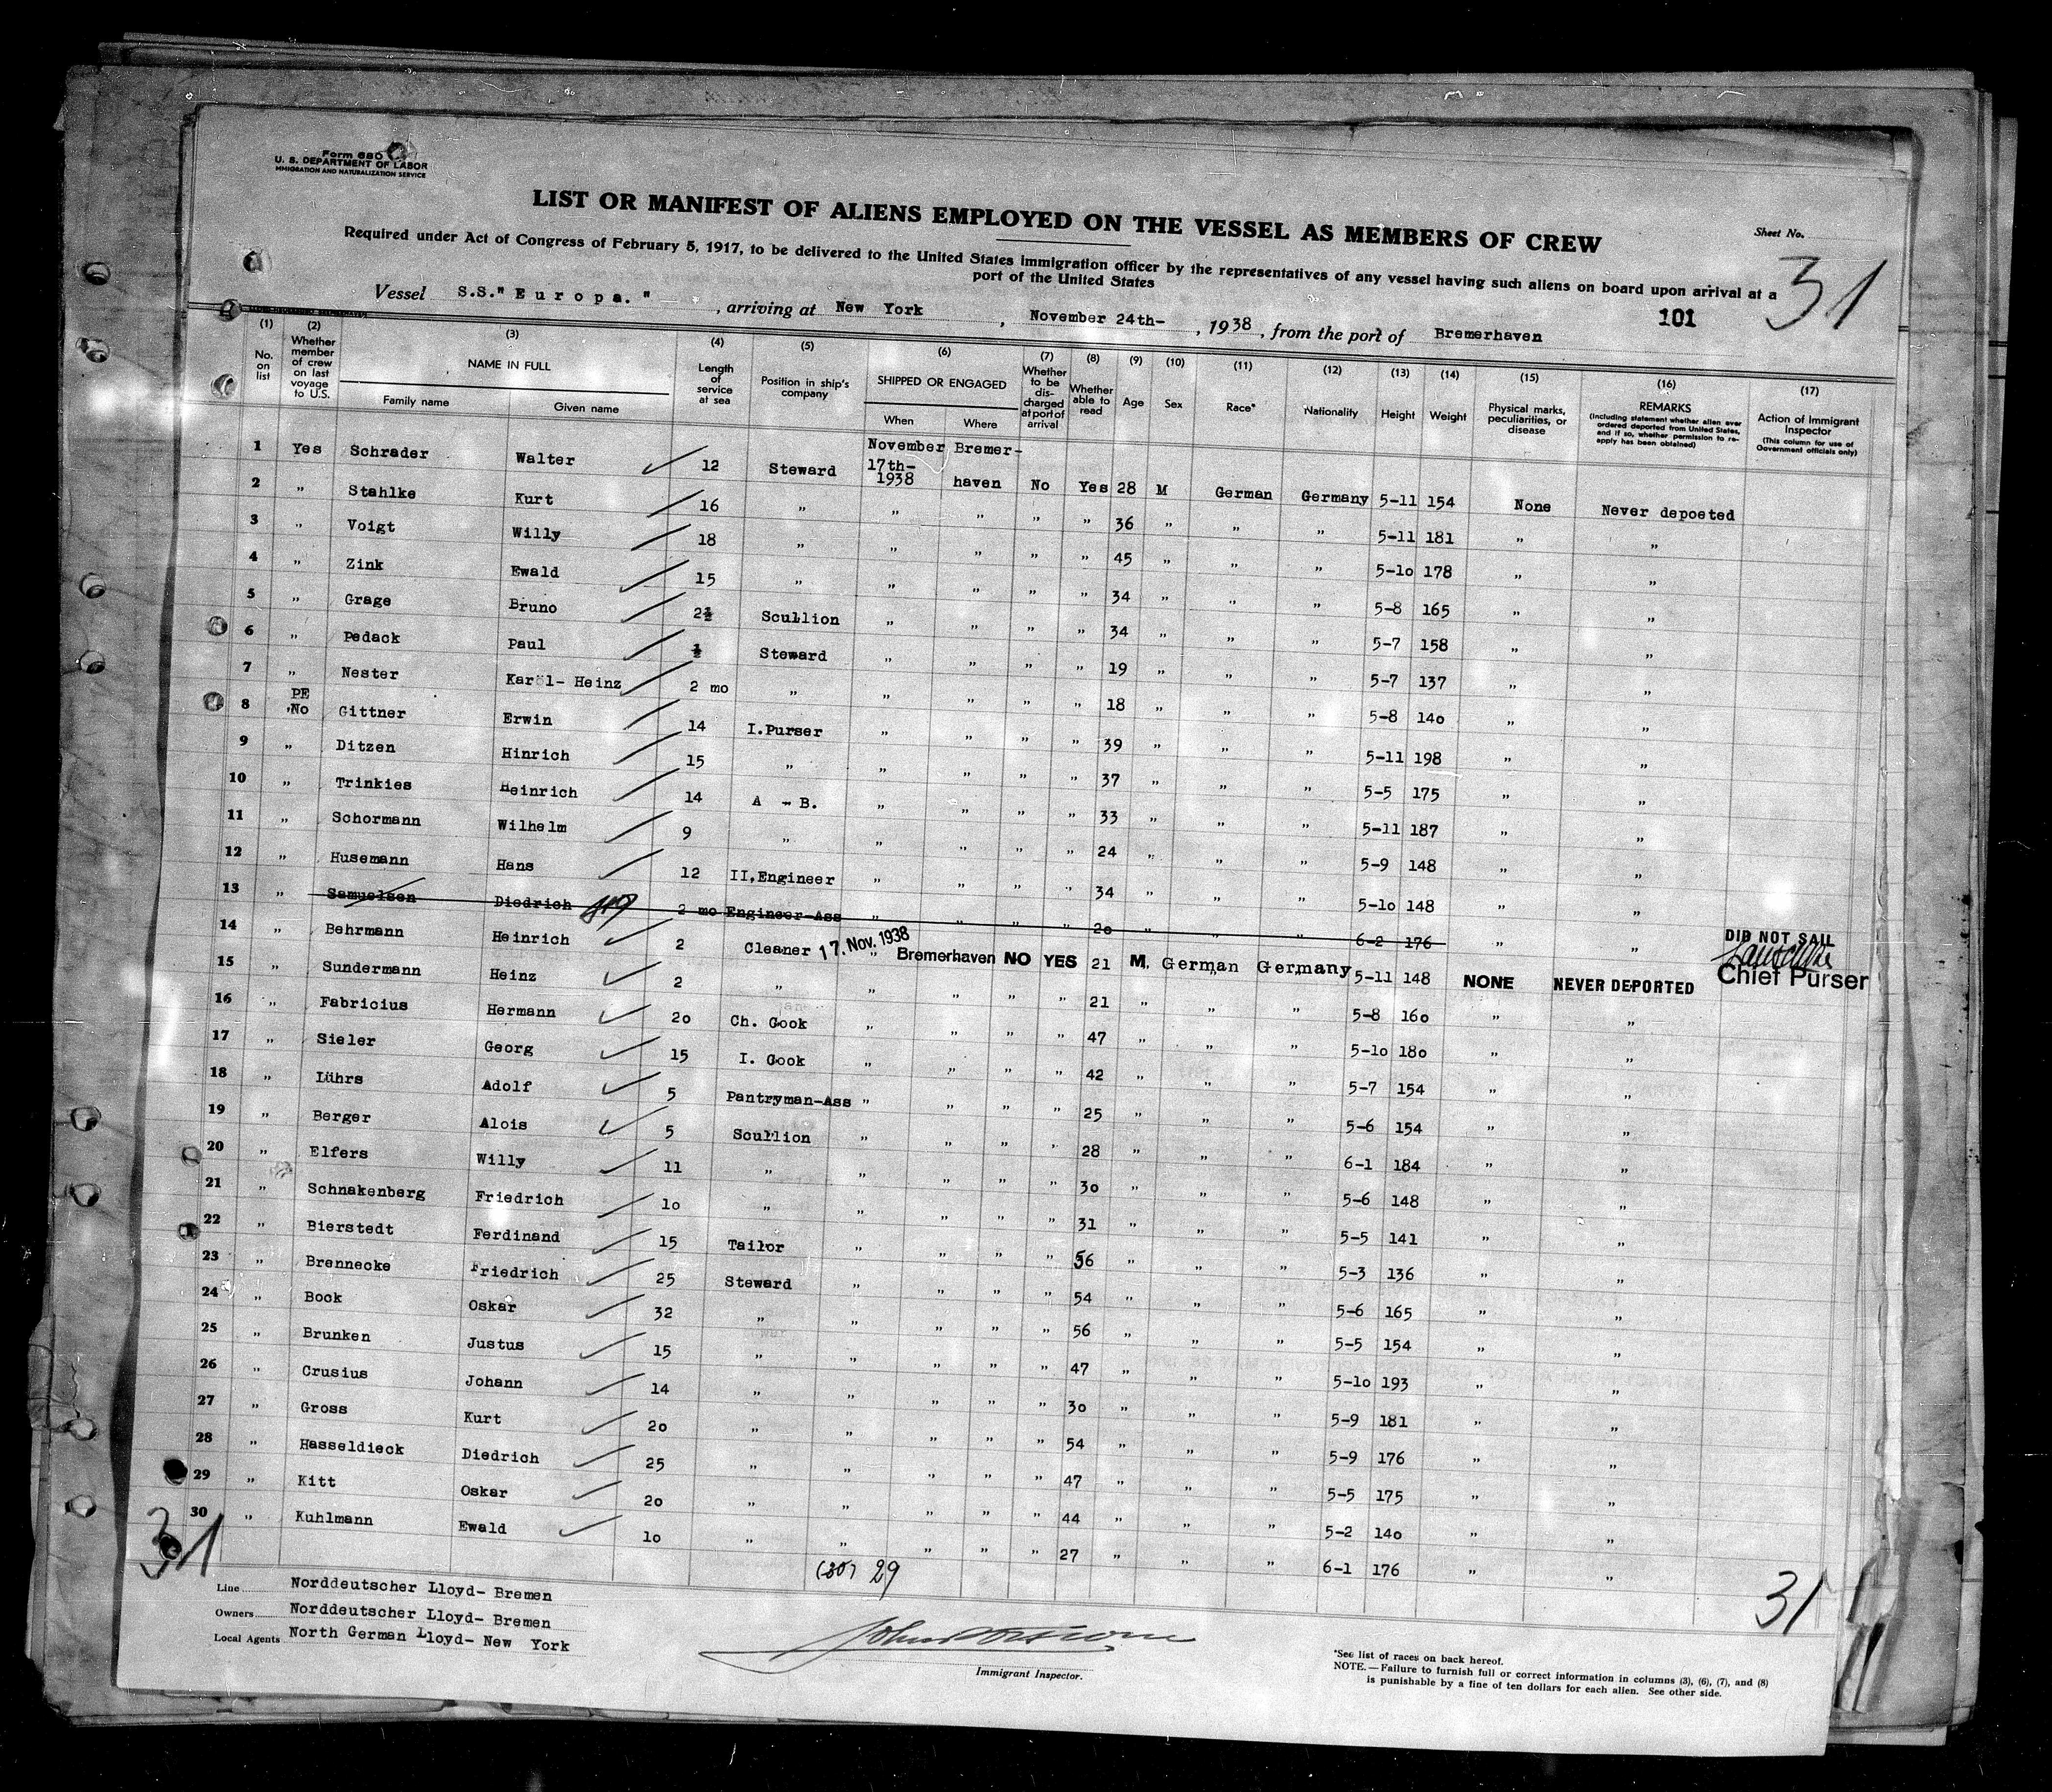 Form 680
U. S. DEPARTMENT OF LABOR
IMMIGRATION AND NATURALIZATION SERVICE
LIST OR MANIFEST OF ALIENS EMPLOYED ON THE VESSEL AS MEMBERS OF CREW
Sheet No.
31
Required under Act of Congress of February 5, 1917, to be delivered to the United States immigration officer by the representatives of any vessel having such aliens on board upon arrival at a
port of the United States
101
Vessel S.S." E u r o p a. " , arriving at New York , November 24th- , 1938 , from the port of Bremerhaven
(1) (2) (3) (4) (5) (6) (7) (8) (9) (10) (11) (12) (13) (14) (15) (16) (17)
No. on list Whether member of crew on last voyage to U.S. NAME IN FULL Family name Given name Length of service at sea Position in ship's company SHIPPED OR ENGAGED When Where Whether to be discharged at port of arrival Whether able to read Age Sex Race* Nationality Height Weight Physical marks, peculiarities, or disease REMARKS (Including statement whether alien ever ordered deported from United States, and if so, whether permission to reapply has been obtained) Action of Immigrant Inspector (This column for use of Government officials only)
1 Yes Schrader Walter 12 Steward November 17th- 1938 Bremer- haven No Yes 28 M German Germany 5-11 154 None Never depoeted
2 " Stahlke Kurt 16 " " " " " 36 " " " 5-11 181 " "
3 " Voigt Willy 18 " " " " " 45 " " " 5-10 178 " "
4 " Zink Ewald 15 " " " " " 34 " " " 5-8 165 " "
5 " Grage Bruno 2½ Scullion " " " " 34 " " " 5-7 158 " "
6 " Pedack Paul ½ Steward " " " " 19 " " " 5-7 137 " "
7 " Nester Karl- Heinz 2 mo " " " " " 18 " " " 5-8 140 " "
8 PE No Gittner Erwin 14 I.Purser " " " " 39 " " " 5-11 198 " "
9 " Ditzen Hinrich 15 " " " " " 37 " " " 5-5 175 " "
10 " Trinkies Heinrich 14 A - B. " " " " 33 " " " 5-11 187 " "
11 " Schormann Wilhelm 9 " " " " " 24 " " " 5-9 148 " "
12 " Husemann Hans 12 II,Engineer " " " " 34 " " " 5-10 148 " "
13 " Samuelsen Diedrich 2 mo Engineer-Ass " " " " 20 " " " 6-2 176 " " DID NOT SAIL
Chief Purser
14 " Behrmann Heinrich 2 Cleaner 17. Nov. 1938 " Bremerhaven NO YES 21 M. German Germany 5-11 148 NONE NEVER DEPORTED
15 " Sundermann Heinz 2 " " " " " 21 " " " 5-8 160 " "
16 " Fabricius Hermann 20 Ch. Cook " " " " 47 " " " 5-10 180 " "
17 " Sieler Georg 15 I. Cook " " " " 42 " " " 5-7 154 " "
18 " Lührs Adolf 5 Pantryman-Ass " " " " 25 " " " 5-6 154 " "
19 " Berger Alois 5 Scullion " " " " 28 " " " 6-1 184 " "
20 " Elfers Willy 11 " " " " " 30 " " " 5-6 148 " "
21 " Schnakenberg Friedrich 10 " " " " " 31 " " " 5-5 141 " "
22 " Bierstedt Ferdinand 15 Tailor " " " " 56 " " " 5-3 136 " "
23 " Brennecke Friedrich 25 Steward " " " " 54 " " " 5-6 165 " "
24 " Bock Oskar 32 " " " " " 56 " " " 5-5 154 " "
25 " Brunken Justus 15 " " " " " 47 " " " 5-10 193 " "
26 " Crusius Johann 14 " " " " " 30 " " " 5-9 181 " "
27 " Gross Kurt 20 " " " " " 54 " " " 5-9 176 " "
28 " Hasseldieck Diedrich 25 " " " " " 47 " " " 5-5 175 " "
29 " Kitt Oskar 20 " " " " " 44 " " " 5-2 140 " "
30 " Kuhlmann Ewald 10 " " " " " 27 " " " 6-1 176 " "
31
(30) 29
31
Line Norddeutscher Lloyd- Bremen
Owners Norddeutscher Lloyd- Bremen
Local Agents North German Lloyd- New York
Immigrant Inspector.
*See list of races on back hereof.
NOTE.—Failure to furnish full or correct information in columns (3), (6), (7), and (8)
is punishable by a fine of ten dollars for each alien. See other side.